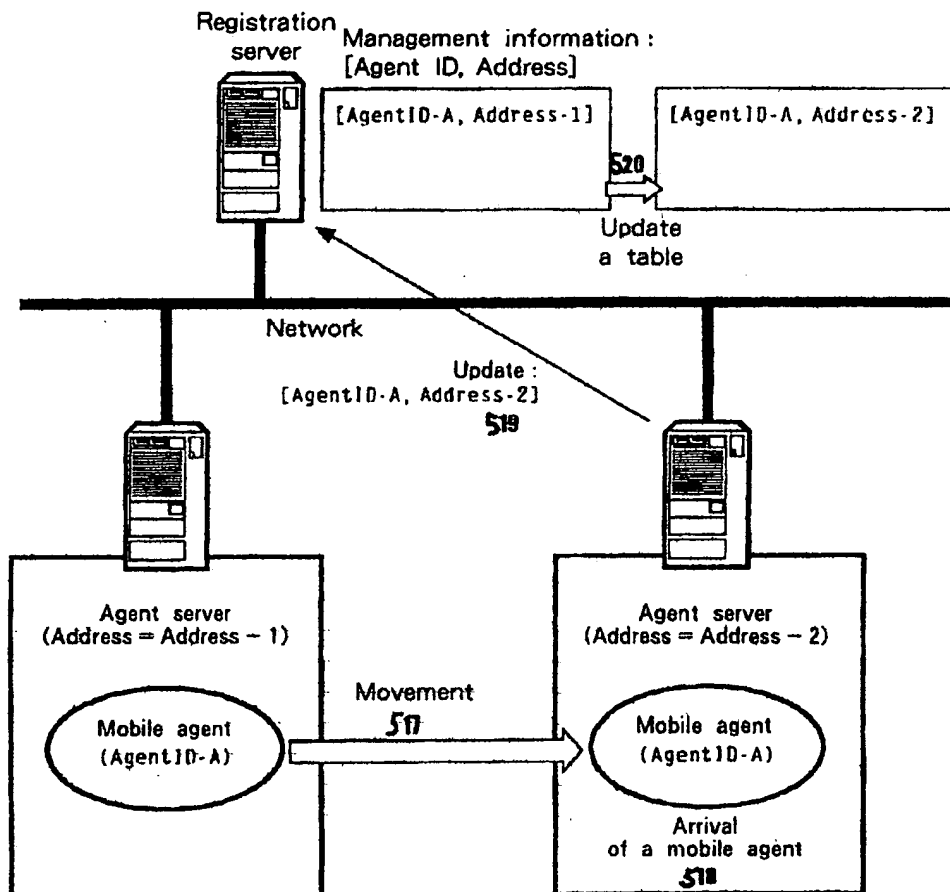 Registration
server
Management information :
[Agent ID, Address]
[AgentID-A, Address-1]
[AgentID-A, Address-2]
520
Update
a table
Network
Update :
[AgentID-A, Address-2]
519
Agent server
(Address = Address - 1)
Agent server
(Address = Address - 2)
Movement
517
Mobile agent
(AgentID-A)
Mobile agent
(AgentID-A)
Arrival
of a mobile agent
518